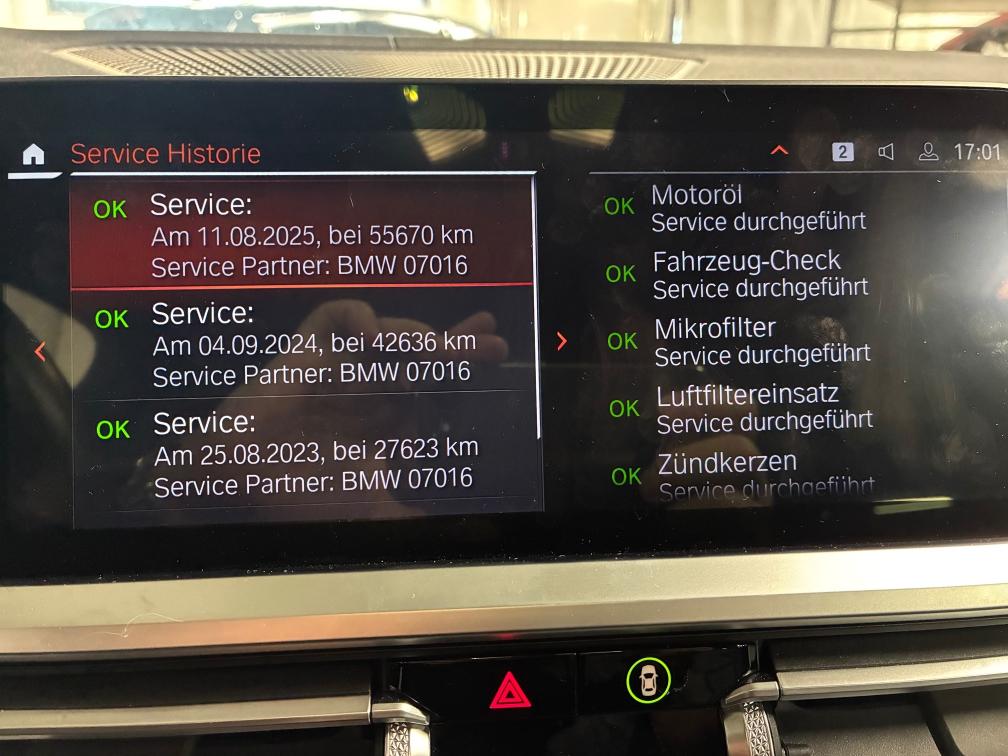 Service Historie
2
17:01
OK Service:
Am 11.08.2025, bei 55670 km
Service Partner: BMW 07016
OK Service:
Am 04.09.2024, bei 42636 km
Service Partner: BMW 07016
OK Service:
Am 25.08.2023, bei 27623 km
Service Partner: BMW 07016
OK Motoröl
Service durchgeführt
OK Fahrzeug-Check
Service durchgeführt
OK Mikrofilter
Service durchgeführt
OK Luftfiltereinsatz
Service durchgeführt
OK Zündkerzen
Service durchgeführt